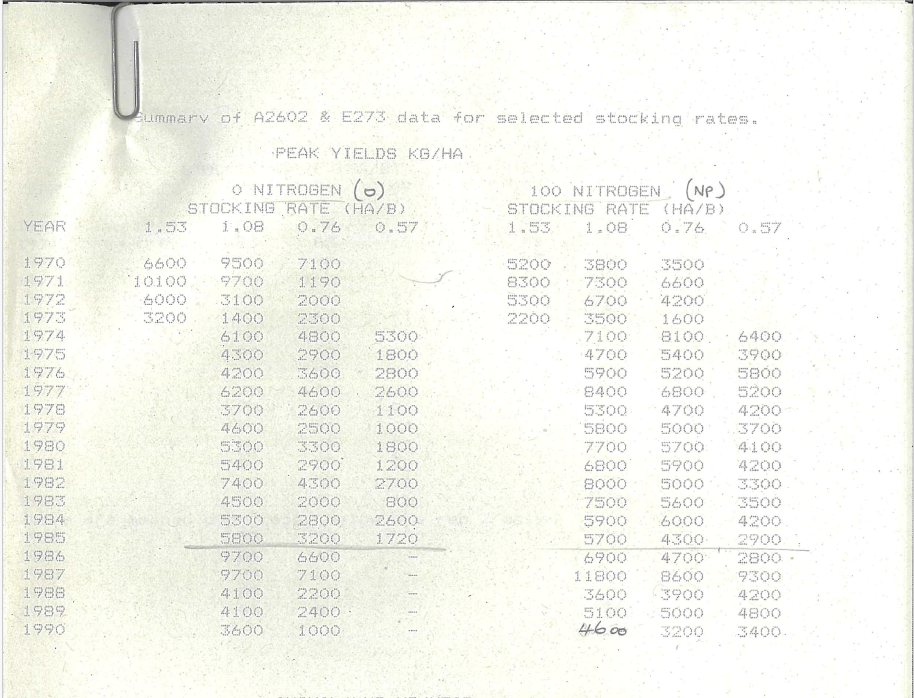 Summary of A2602 & E273 data for selected stocking rates.
PEAK YIELDS KG/HA
0 NITROGEN (0) 100 NITROGEN (NP)
STOCKING RATE (HA/B) STOCKING RATE (HA/B)
YEAR 1.53 1.08 0.76 0.57 1.53 1.08 0.76 0.57
1970 6600 9500 7100 5200 3800 3500
1971 10100 9700 1190 8300 7300 6600
1972 6000 3100 2000 5300 6700 4200
1973 3200 1400 2300 2200 3500 1600
1974 6100 4800 5300 7100 8100 6400
1975 4300 2900 1800 4700 5400 3900
1976 4200 3600 2800 5900 5200 5800
1977 6200 4600 2600 8400 6800 5200
1978 3700 2600 1100 5300 4700 4200
1979 4600 2500 1000 5800 5000 3700
1980 5300 3300 1800 7700 5700 4100
1981 5400 2900 1200 6800 5900 4200
1982 7400 4300 2700 8000 5000 3300
1983 4500 2000 800 7500 5600 3500
1984 5300 2800 2600 5900 6000 4200
1985 5800 3200 1720 5700 4300 2900
1986 9700 6600 - 6900 4700 2800
1987 9700 7100 - 11800 8600 9300
1988 4100 2200 - 3600 3900 4200
1989 4100 2400 - 5100 5000 4800
1990 3600 1000 - 4600 3200 3400